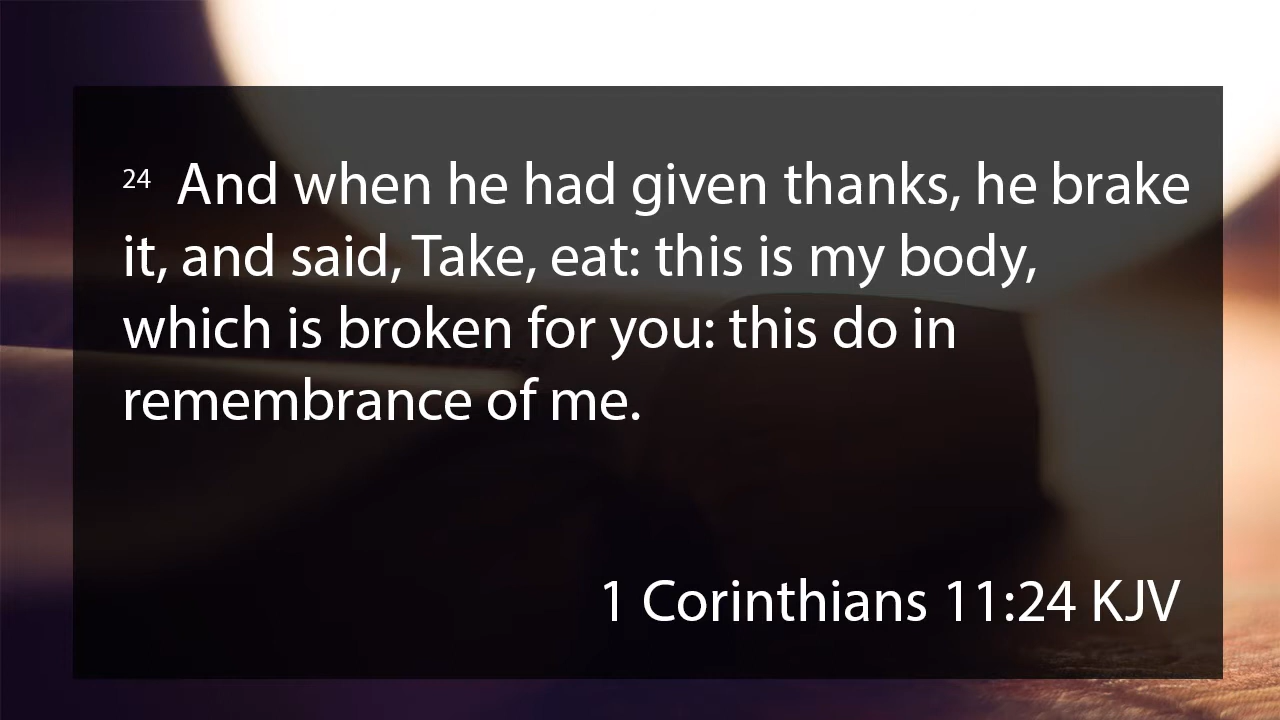 24 And when he had given thanks, he brake
it, and said, Take, eat: this is my body,
which is broken for you: this do in
remembrance of me.
1 Corinthians 11:24 KJV